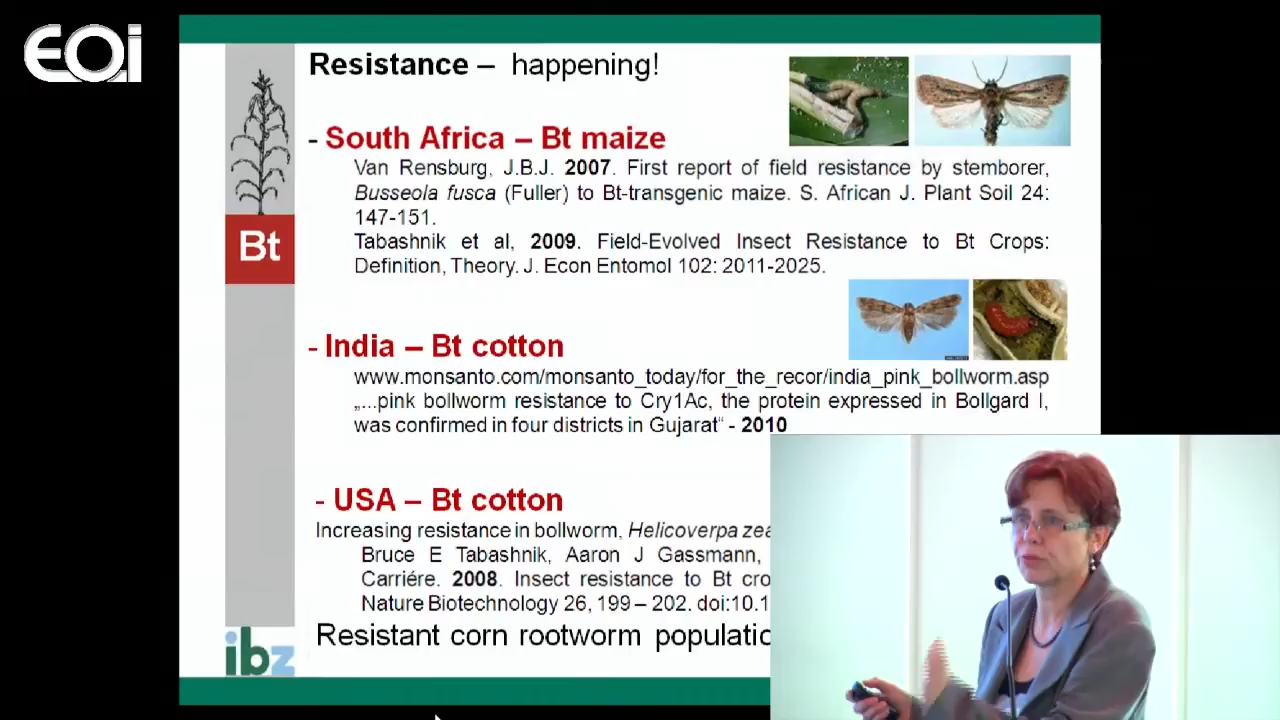 EOi
Resistance – happening!
- South Africa – Bt maize
Van Rensburg, J.B.J. 2007. First report of field resistance by stemborer,
Busseola fusca (Fuller) to Bt-transgenic maize. S. African J. Plant Soil 24:
147-151.
Tabashnik et al, 2009. Field-Evolved Insect Resistance to Bt Crops:
Definition, Theory. J. Econ Entomol 102: 2011-2025.
Bt
- India – Bt cotton
www.monsanto.com/monsanto_today/for_the_recor/india_pink_bollworm.asp
„...pink bollworm resistance to Cry1Ac, the protein expressed in Bollgard I,
was confirmed in four districts in Gujarat“ - 2010
- USA – Bt cotton
Increasing resistance in bollworm, Helicoverpa zea
Bruce E Tabashnik, Aaron J Gassmann,
Carriére. 2008. Insect resistance to Bt cro
Nature Biotechnology 26, 199 – 202. doi:10.1
Resistant corn rootworm populatio
ibz